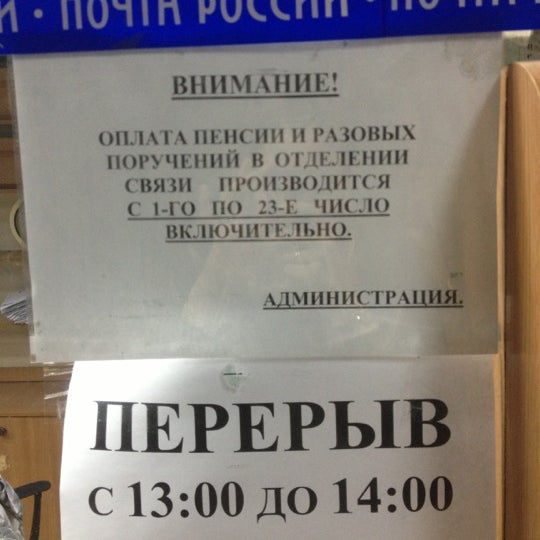 И · ПОЧТА РОССИИ · ПОЧТА
ВНИМАНИЕ!
ОПЛАТА ПЕНСИИ И РАЗОВЫХ
ПОРУЧЕНИЙ В ОТДЕЛЕНИИ
СВЯЗИ ПРОИЗВОДИТСЯ
С 1-ГО ПО 23-Е ЧИСЛО
ВКЛЮЧИТЕЛЬНО.
АДМИНИСТРАЦИЯ.
ПЕРЕРЫВ
С 13:00 ДО 14:00